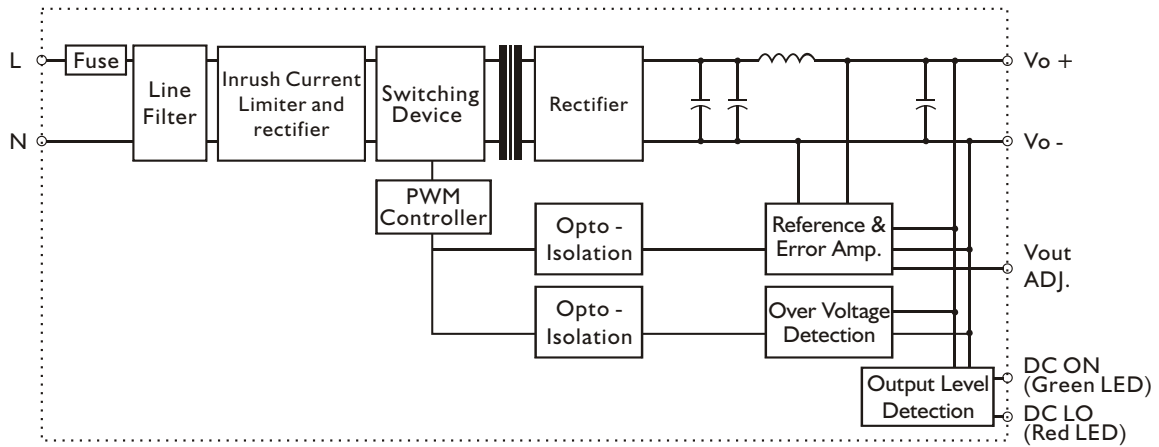 L
Fuse
N
Line
Filter
Inrush Current
Limiter and
rectifier
Switching
Device
Rectifier
Vo +
Vo -
PWM
Controller
Opto -
Isolation
Reference &
Error Amp.
Vout
ADJ.
Opto -
Isolation
Over Voltage
Detection
Output Level
Detection
DC ON
(Green LED)
DC LO
(Red LED)